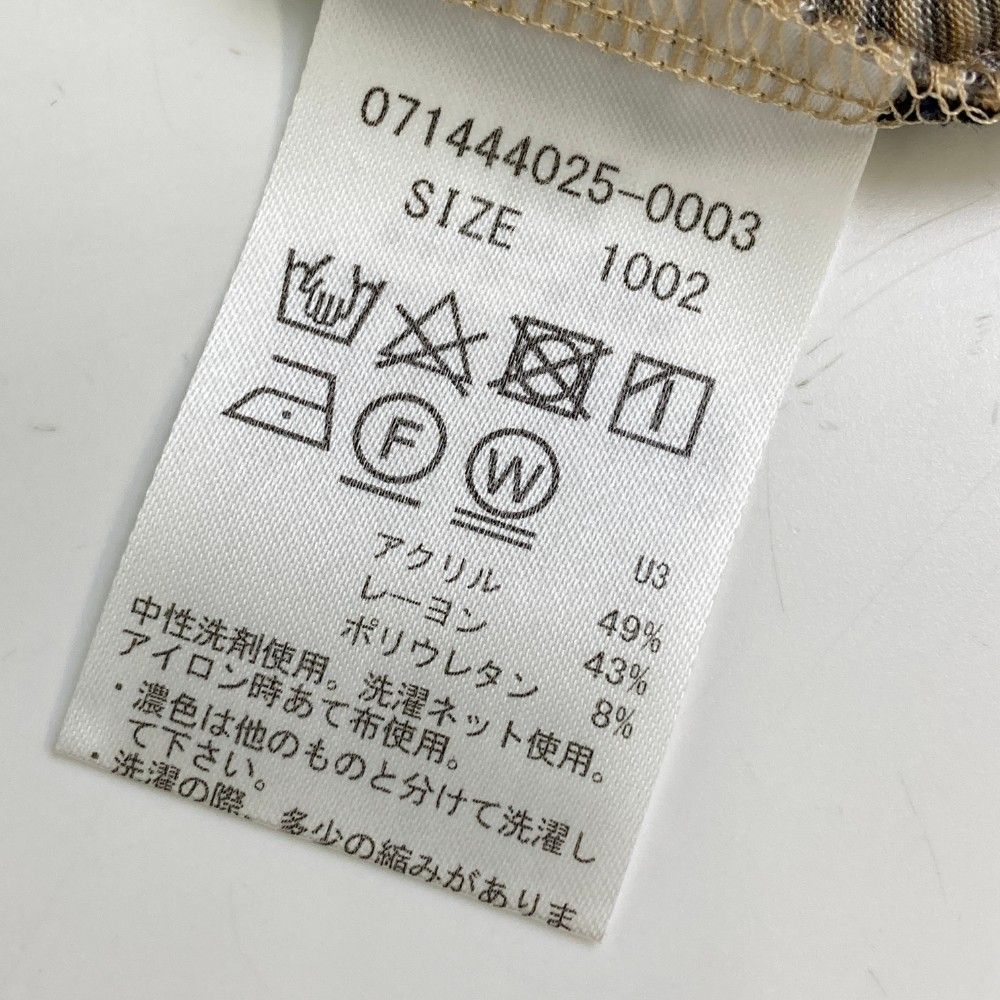 071444025-0003
SIZE 1002
F W
U3
アクリル 49%
レーヨン 43%
ポリウレタン 8%
中性洗剤使用。洗濯ネット使用。
アイロン時あて布使用。
・濃色は他のものと分けて洗濯し
て下さい。
・洗濯の際、多少の縮みがありま